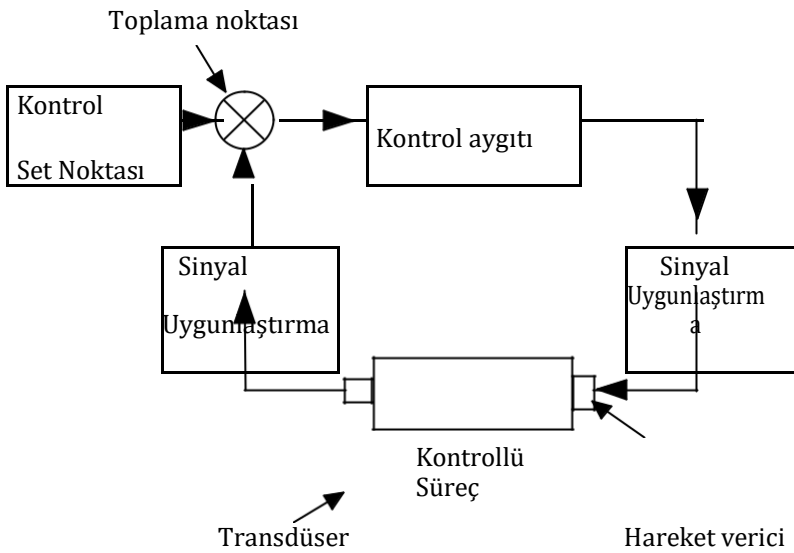 Toplama noktası
Kontrol
Set Noktası
Kontrol aygıtı
Sinyal
Uygunlaştırma
Sinyal
Uygunlaştırm
a
Kontrollü
Süreç
Transdüser
Hareket verici